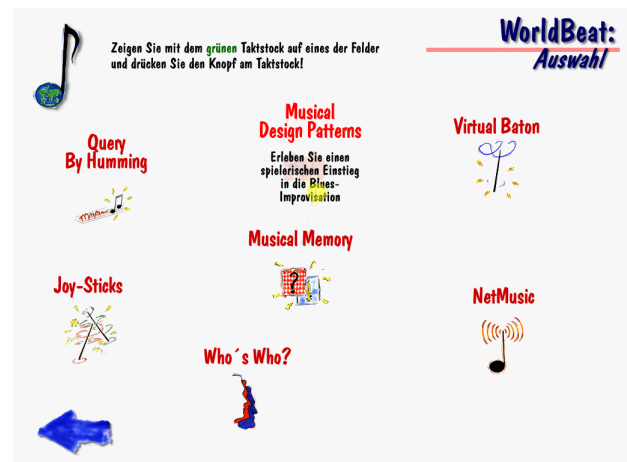 WorldBeat:
Auswahl
Zeigen Sie mit dem grünen Taktstock auf eines der Felder
und drücken Sie den Knopf am Taktstock!
Musical
Design Patterns
Erleben Sie einen
spielerischen Einstieg
in die Blues-
Improvisation
Virtual Baton
Query
By Humming
Musical Memory
?
Joy-Sticks
NetMusic
Who´s Who?